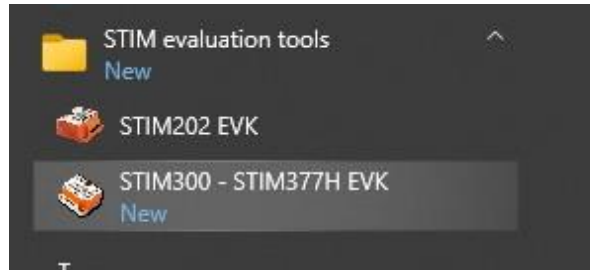 STIM evaluation tools
New
STIM202 EVK
STIM300 - STIM377H EVK
New